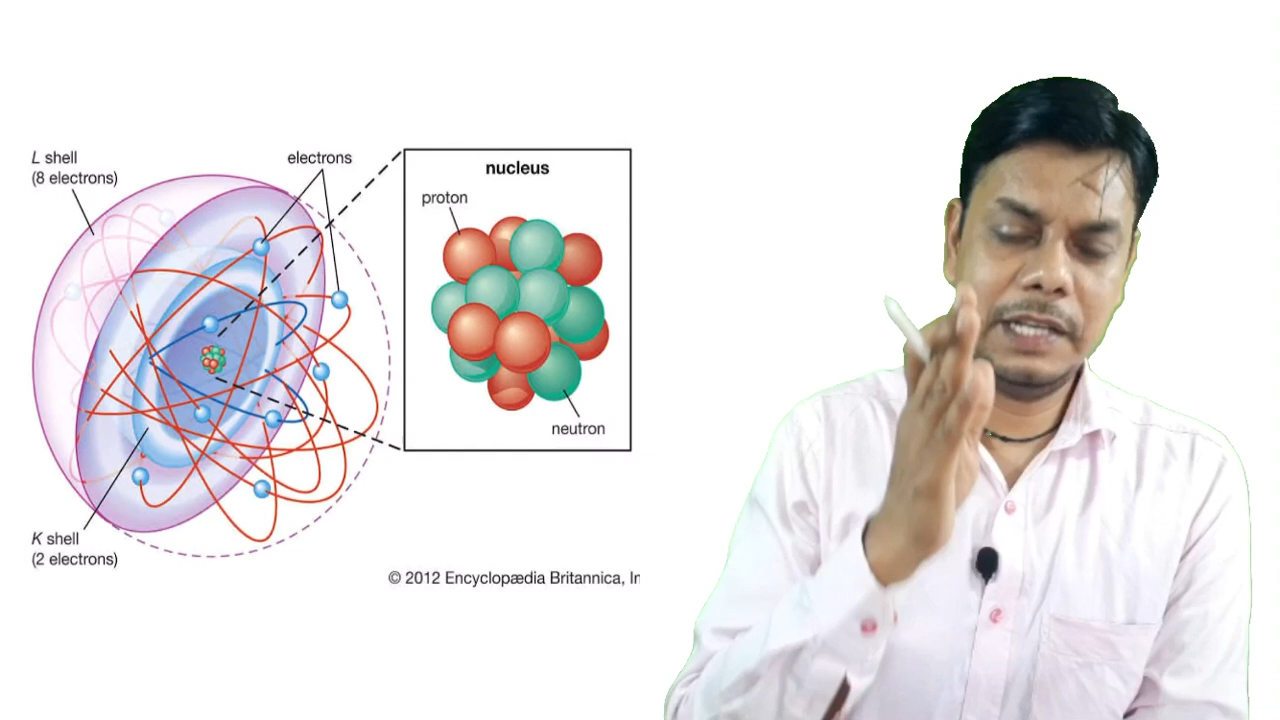 L shell
(8 electrons)
electrons
nucleus
proton
neutron
K shell
(2 electrons)
© 2012 Encyclopædia Britannica, In